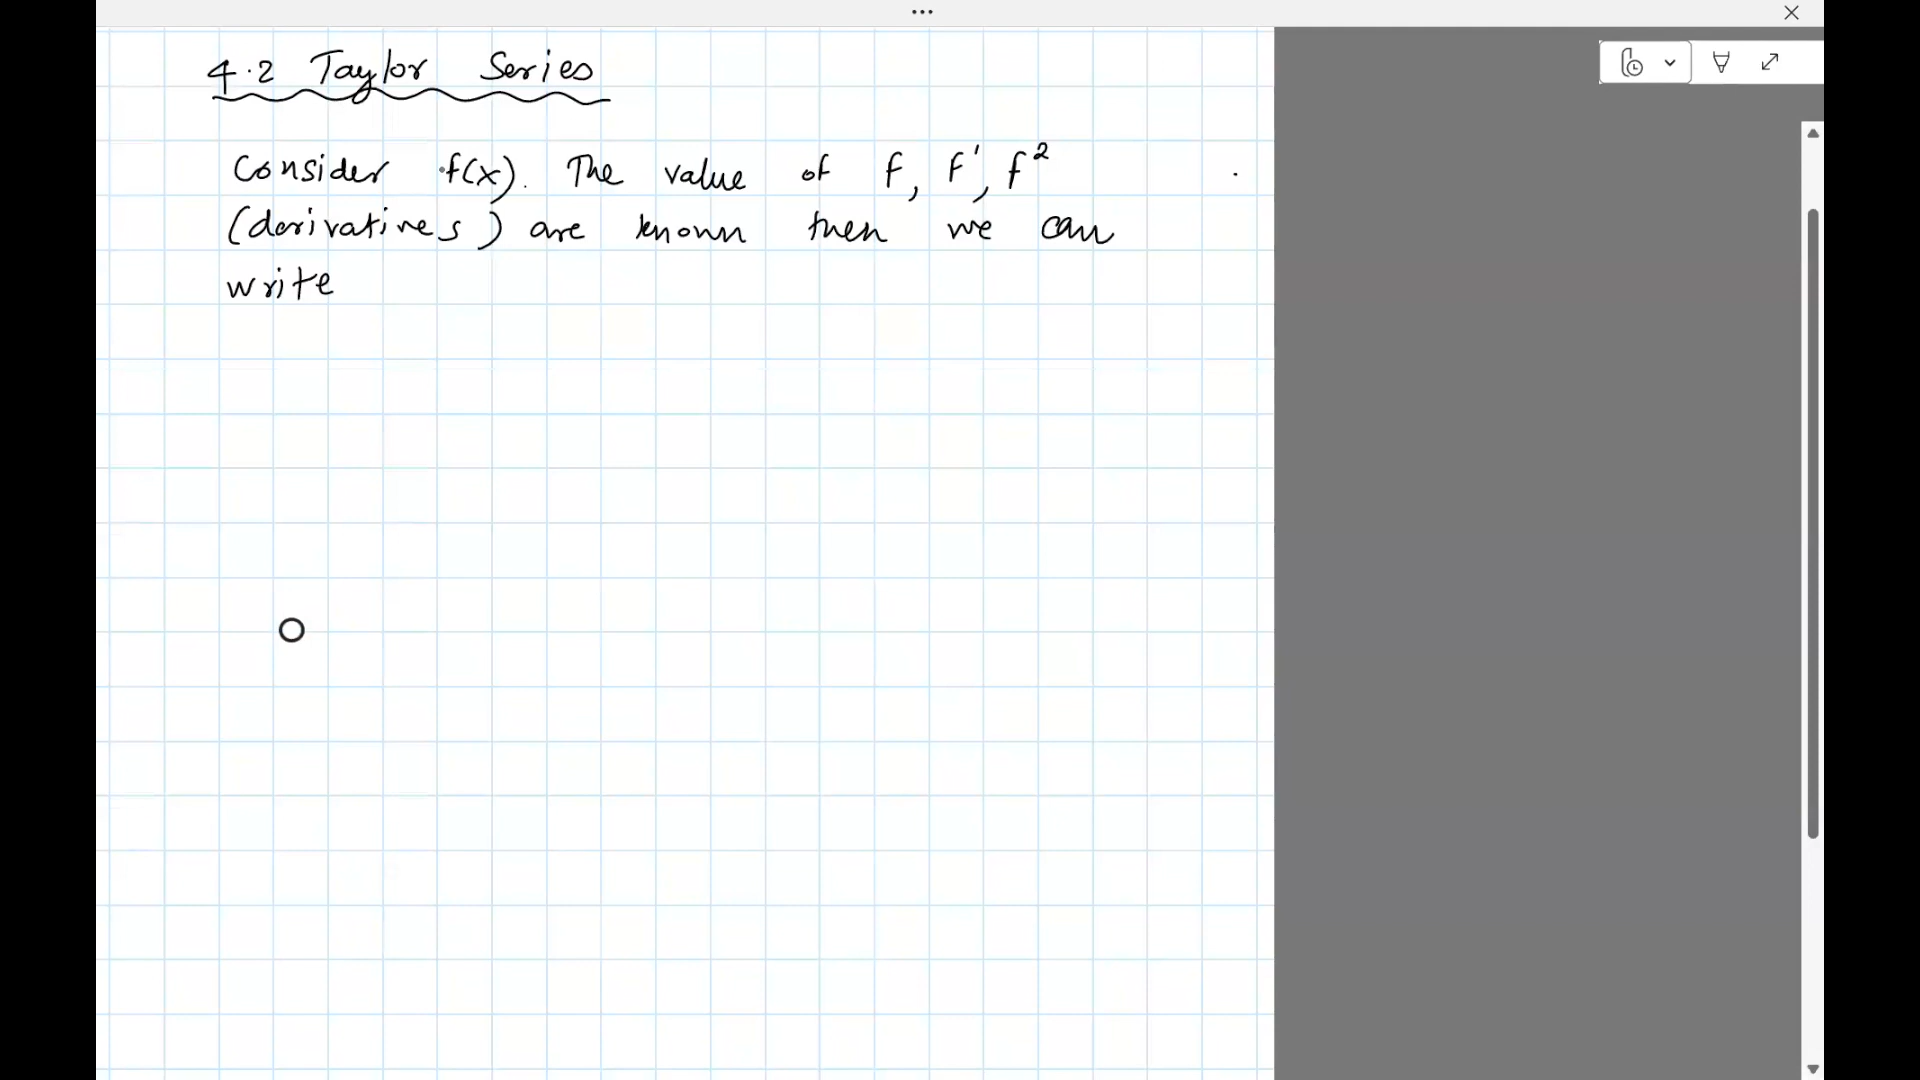 4.2 Taylor Series
Consider f(x). The value of f, f', f²
(derivatives) are known then we can
write